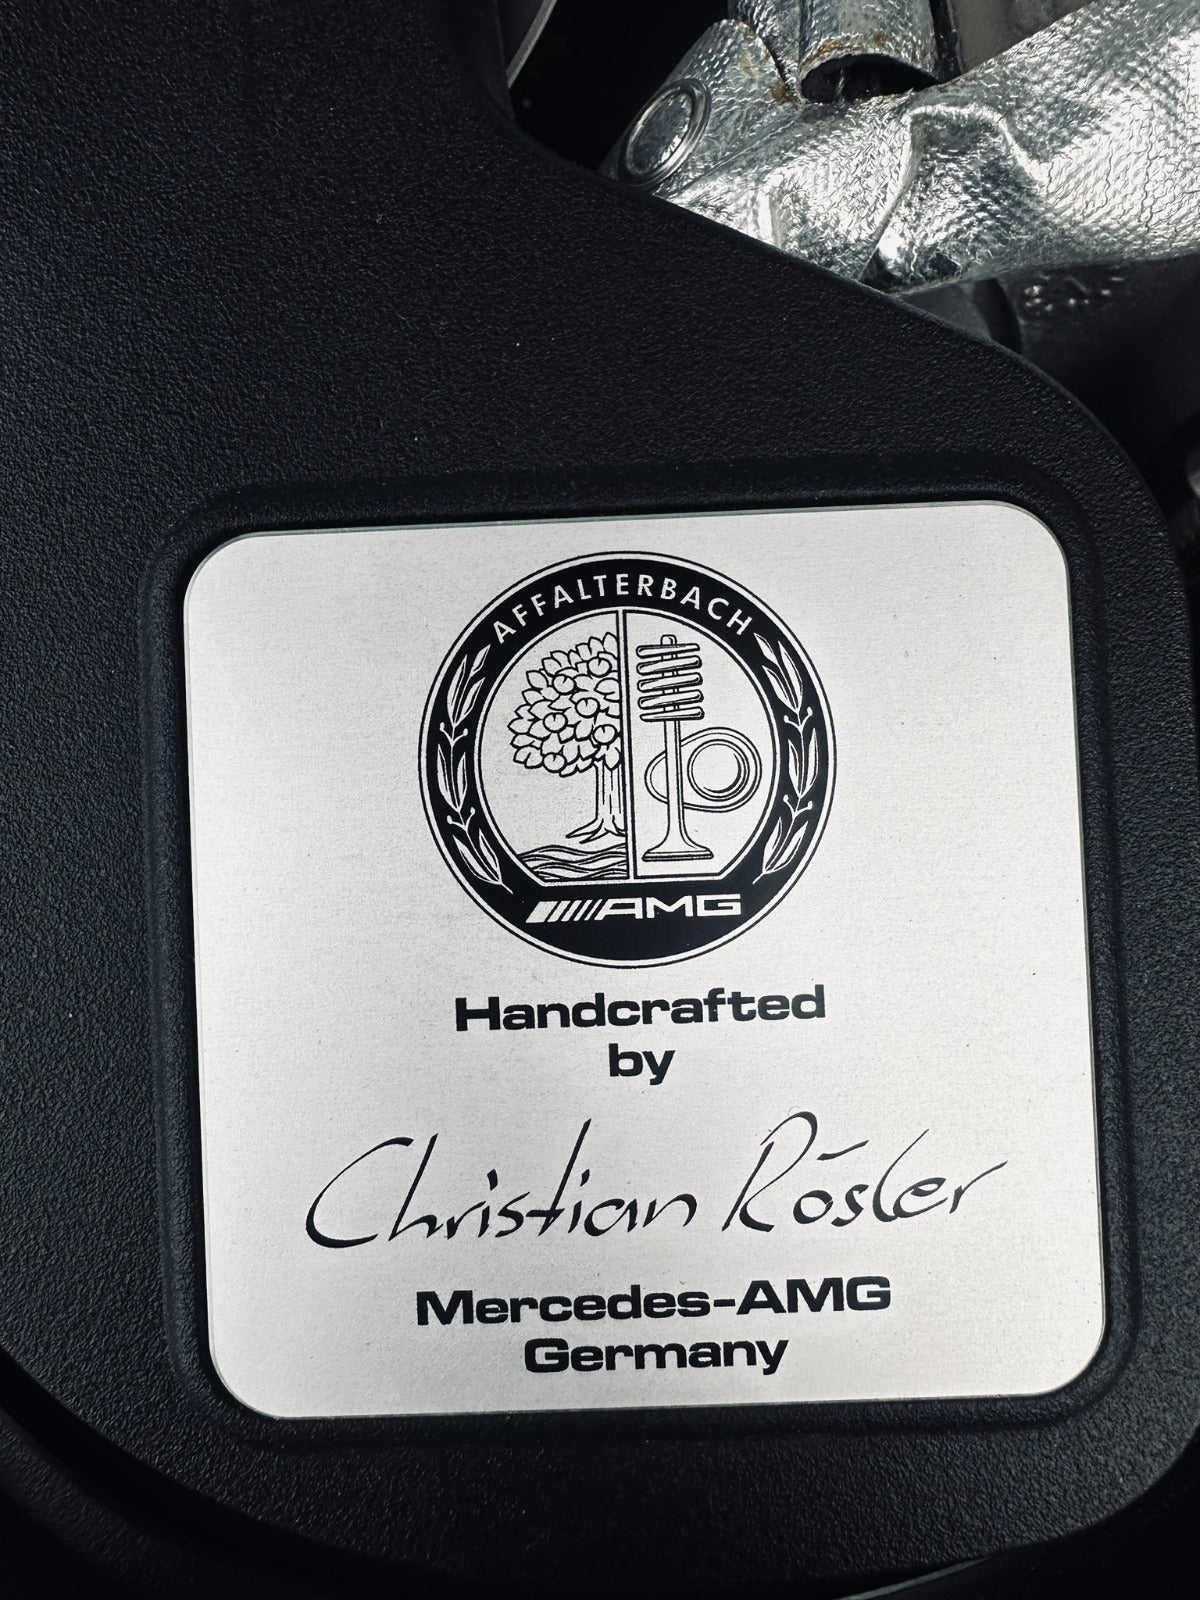 AFFALTERBACH
AMG
Handcrafted
by
Christian Rösler
Mercedes-AMG
Germany